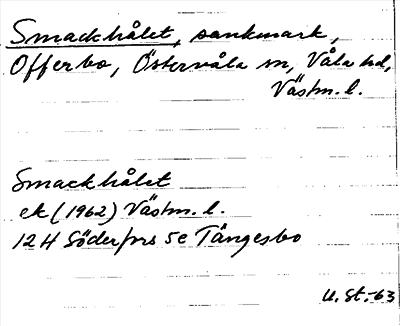 Smackhålet, sankmark,
Offerbo, Östervåla sn, Våla hd,
Västm. l.
Smackhålet
ek (1962) Västm. l.
12 H Söderfors 5e Tångesbo
U. St.-63